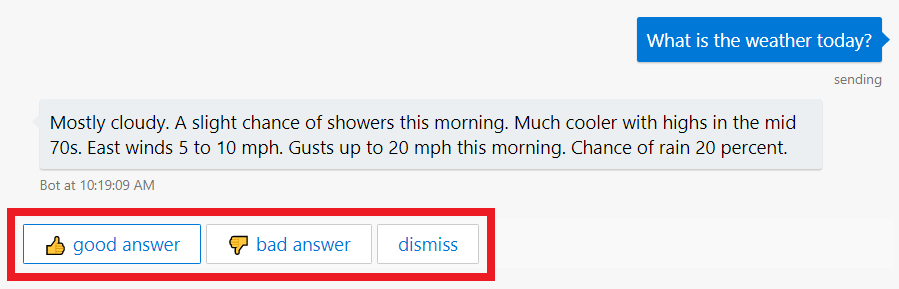 What is the weather today?
sending
Mostly cloudy. A slight chance of showers this morning. Much cooler with highs in the mid
70s. East winds 5 to 10 mph. Gusts up to 20 mph this morning. Chance of rain 20 percent.
Bot at 10:19:09 AM
👍 good answer 👎 bad answer dismiss